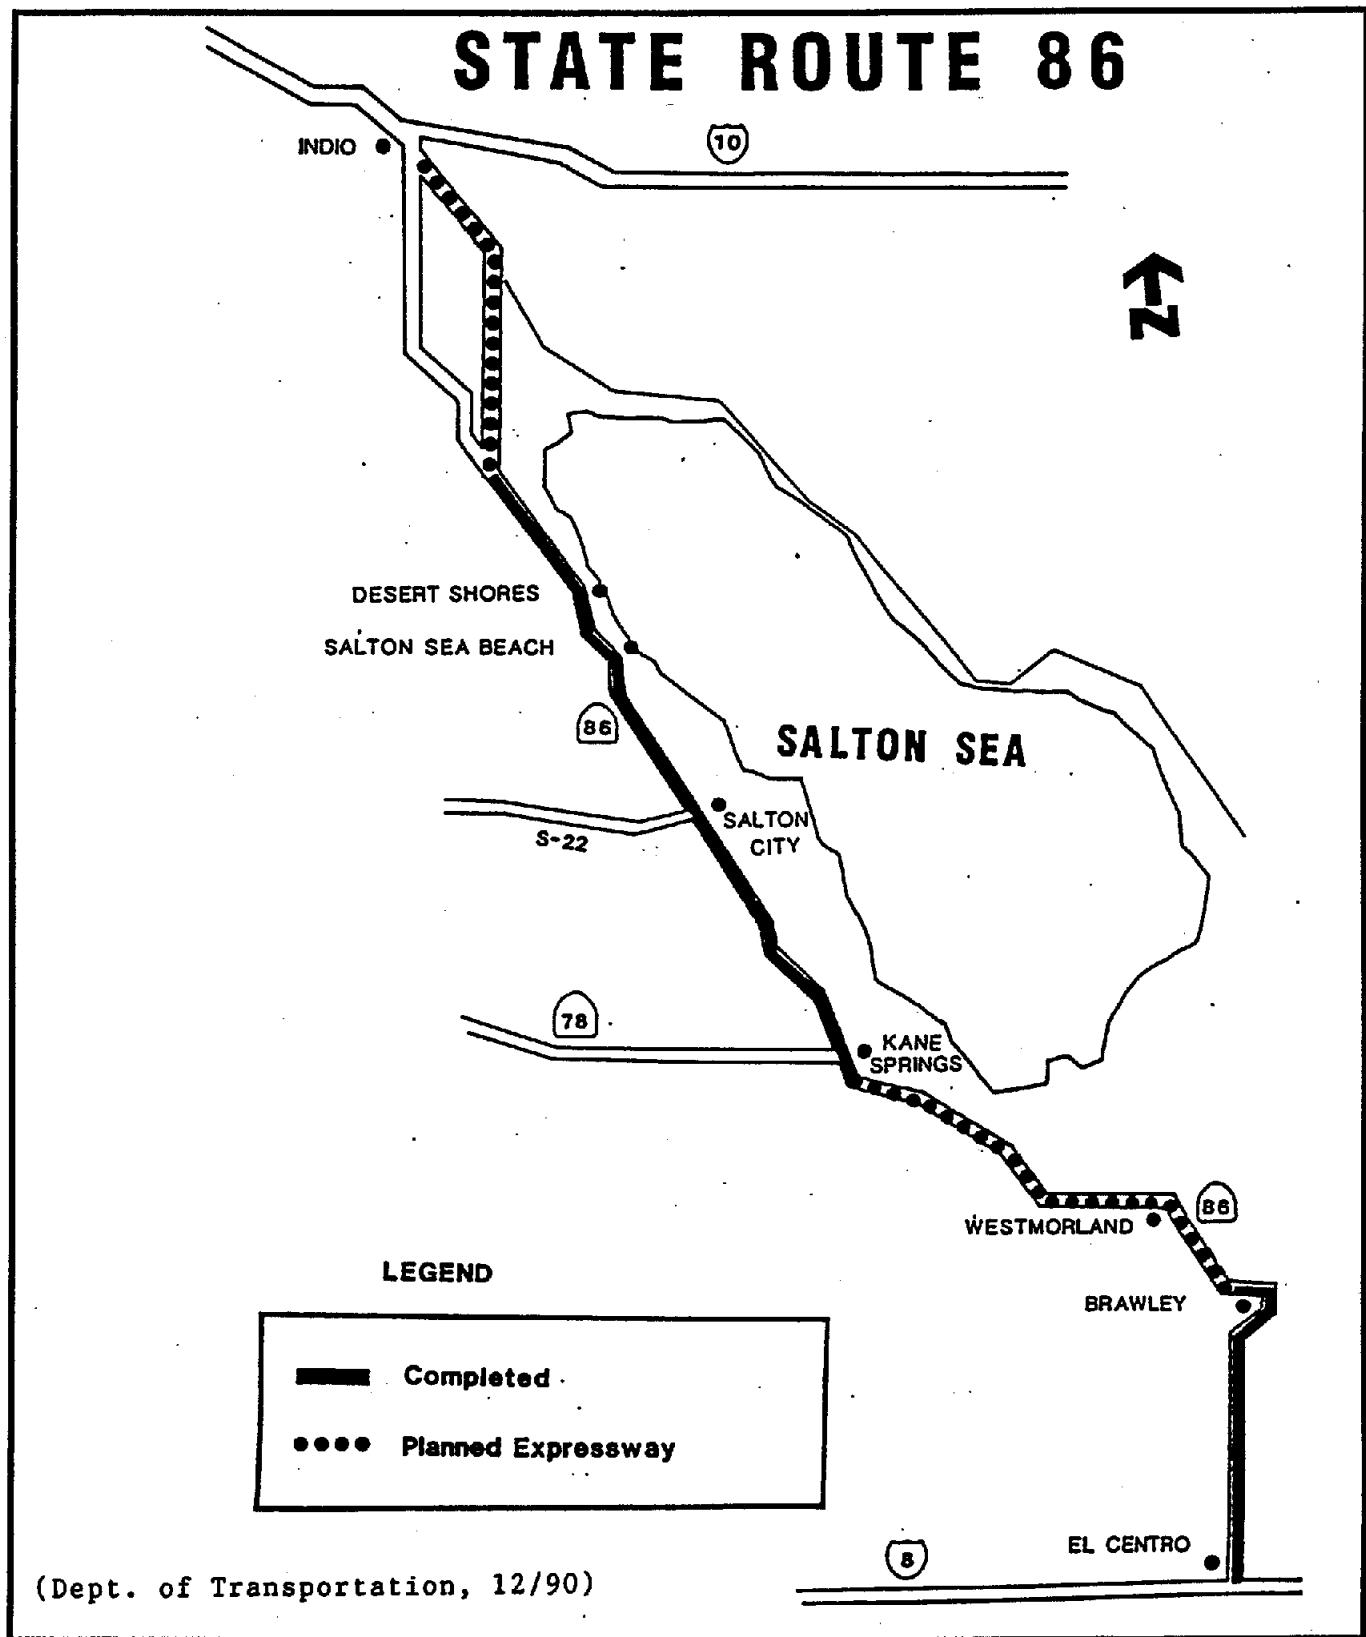 STATE ROUTE 86
INDIO
10
N
DESERT SHORES
SALTON SEA BEACH
86
SALTON SEA
SALTON
CITY
S-22
78
KANE
SPRINGS
86
WESTMORLAND
LEGEND
BRAWLEY
Completed
Planned Expressway
EL CENTRO
8
(Dept. of Transportation, 12/90)